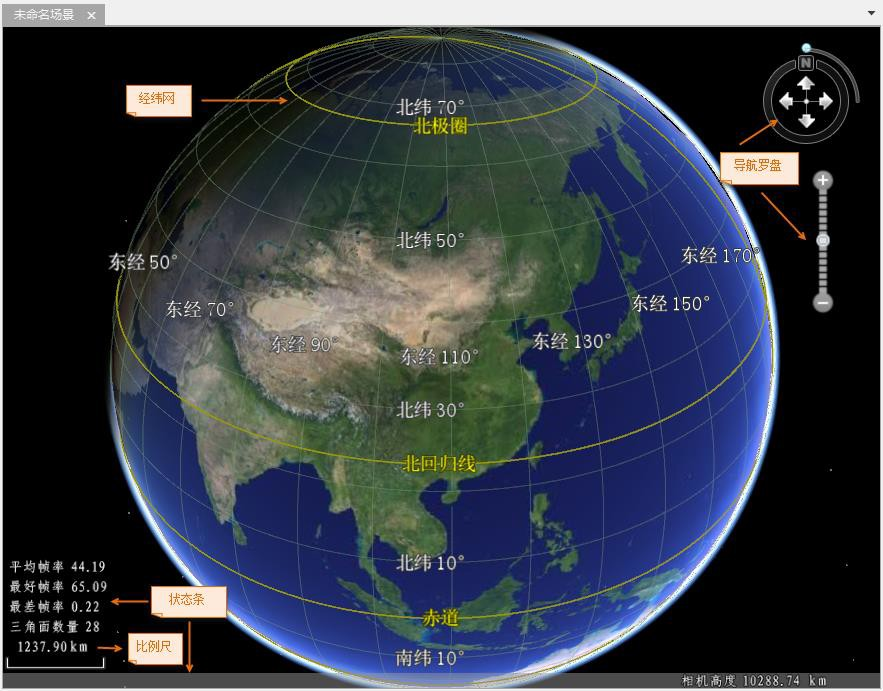 未命名场景 ×
N
经纬网
北纬 70°
北极圈
导航罗盘
北纬 50°
东经 170°
东经 50°
东经 70°
东经 150°
东经 90°
东经 130°
东经 110°
北纬 30°
北回归线
北纬 10°
平均帧率 44.19
最好帧率 65.09
最差帧率 0.22
状态条
赤道
三角面数量 28
1237.90km
比例尺
南纬 10°
相机高度 10288.74 km